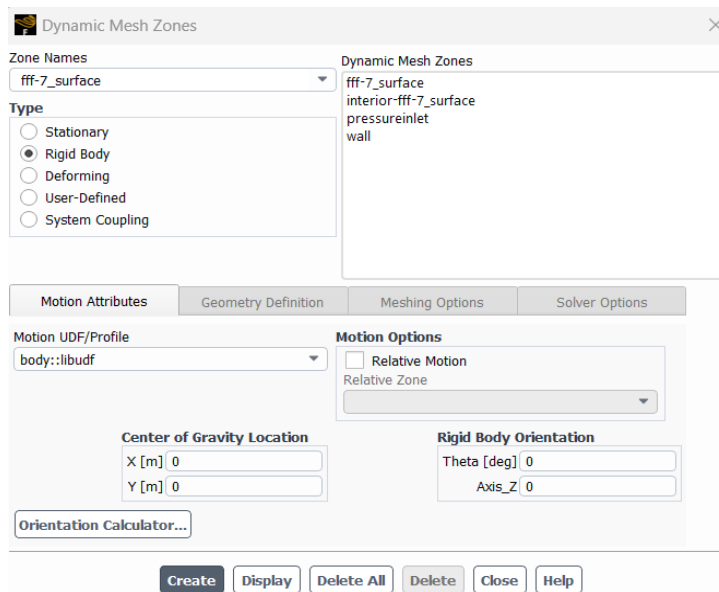 Dynamic Mesh Zones
Zone Names
fff-7_surface
Type
Stationary
Rigid Body
Deforming
User-Defined
System Coupling
Dynamic Mesh Zones
fff-7_surface
interior-fff-7_surface
pressureinlet
wall
Motion Attributes
Geometry Definition
Meshing Options
Solver Options
Motion UDF/Profile
body::libudf
Motion Options
Relative Motion
Relative Zone
Center of Gravity Location
X [m] 0
Y [m] 0
Rigid Body Orientation
Theta [deg] 0
Axis_Z 0
Orientation Calculator...
Create Display Delete All Delete Close Help